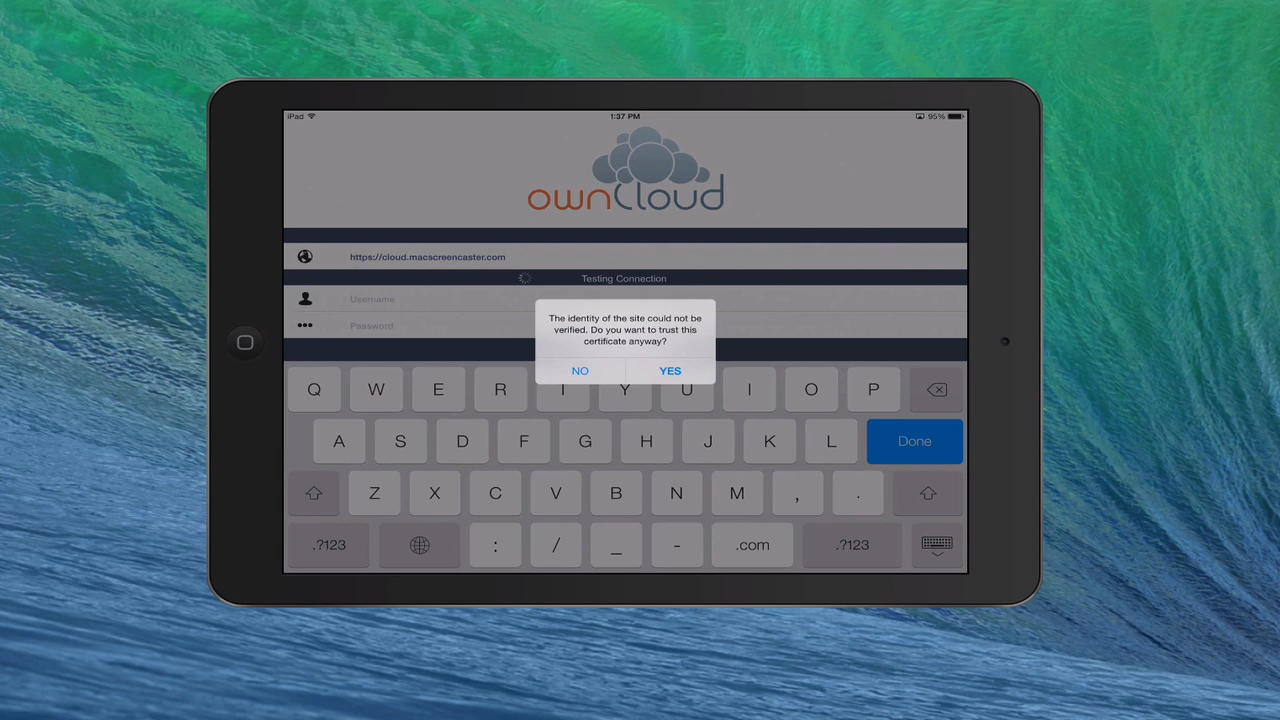 iPad 1:37 PM 95%
ownCloud
https://cloud.macscreencaster.com
Testing Connection
Username
Password
The identity of the site could not be
verified. Do you want to trust this
certificate anyway?
NO YES
Q W E R T Y U I O P
A S D F G H J K L Done
Z X C V B N M , .
.?123 : / _ - .com .?123